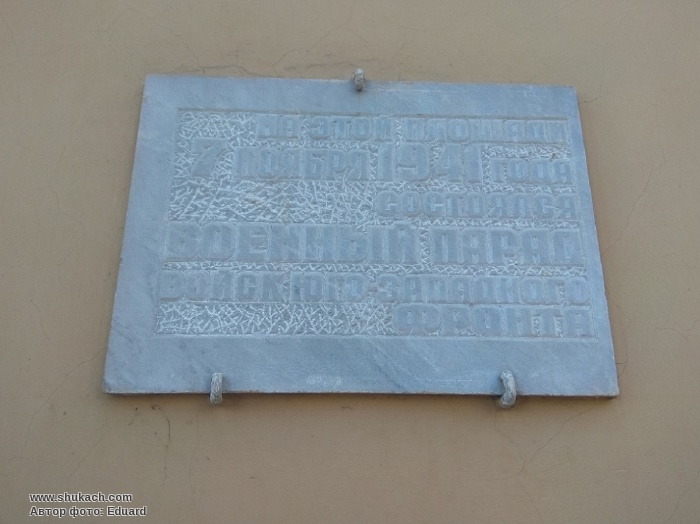 НА ЭТОЙ ПЛОЩАДИ
7 НОЯБРЯ 1941 ГОДА
СОСТОЯЛСЯ
ВОЕННЫЙ ПАРАД
ВОЙСК ЮГО-ЗАПАДНОГО
ФРОНТА
www.shukach.com
Автор фото: Eduard